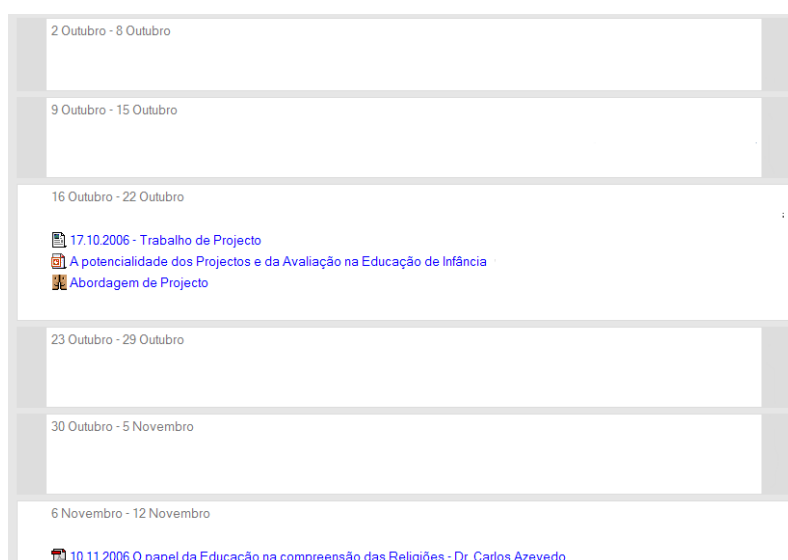 2 Outubro - 8 Outubro
9 Outubro - 15 Outubro
16 Outubro - 22 Outubro
17.10.2006 - Trabalho de Projecto
A potencialidade dos Projectos e da Avaliação na Educação de Infância
Abordagem de Projecto
23 Outubro - 29 Outubro
30 Outubro - 5 Novembro
6 Novembro - 12 Novembro
10.11.2006 O papel da Educação na compreensão das Religiões - Dr. Carlos Azevedo